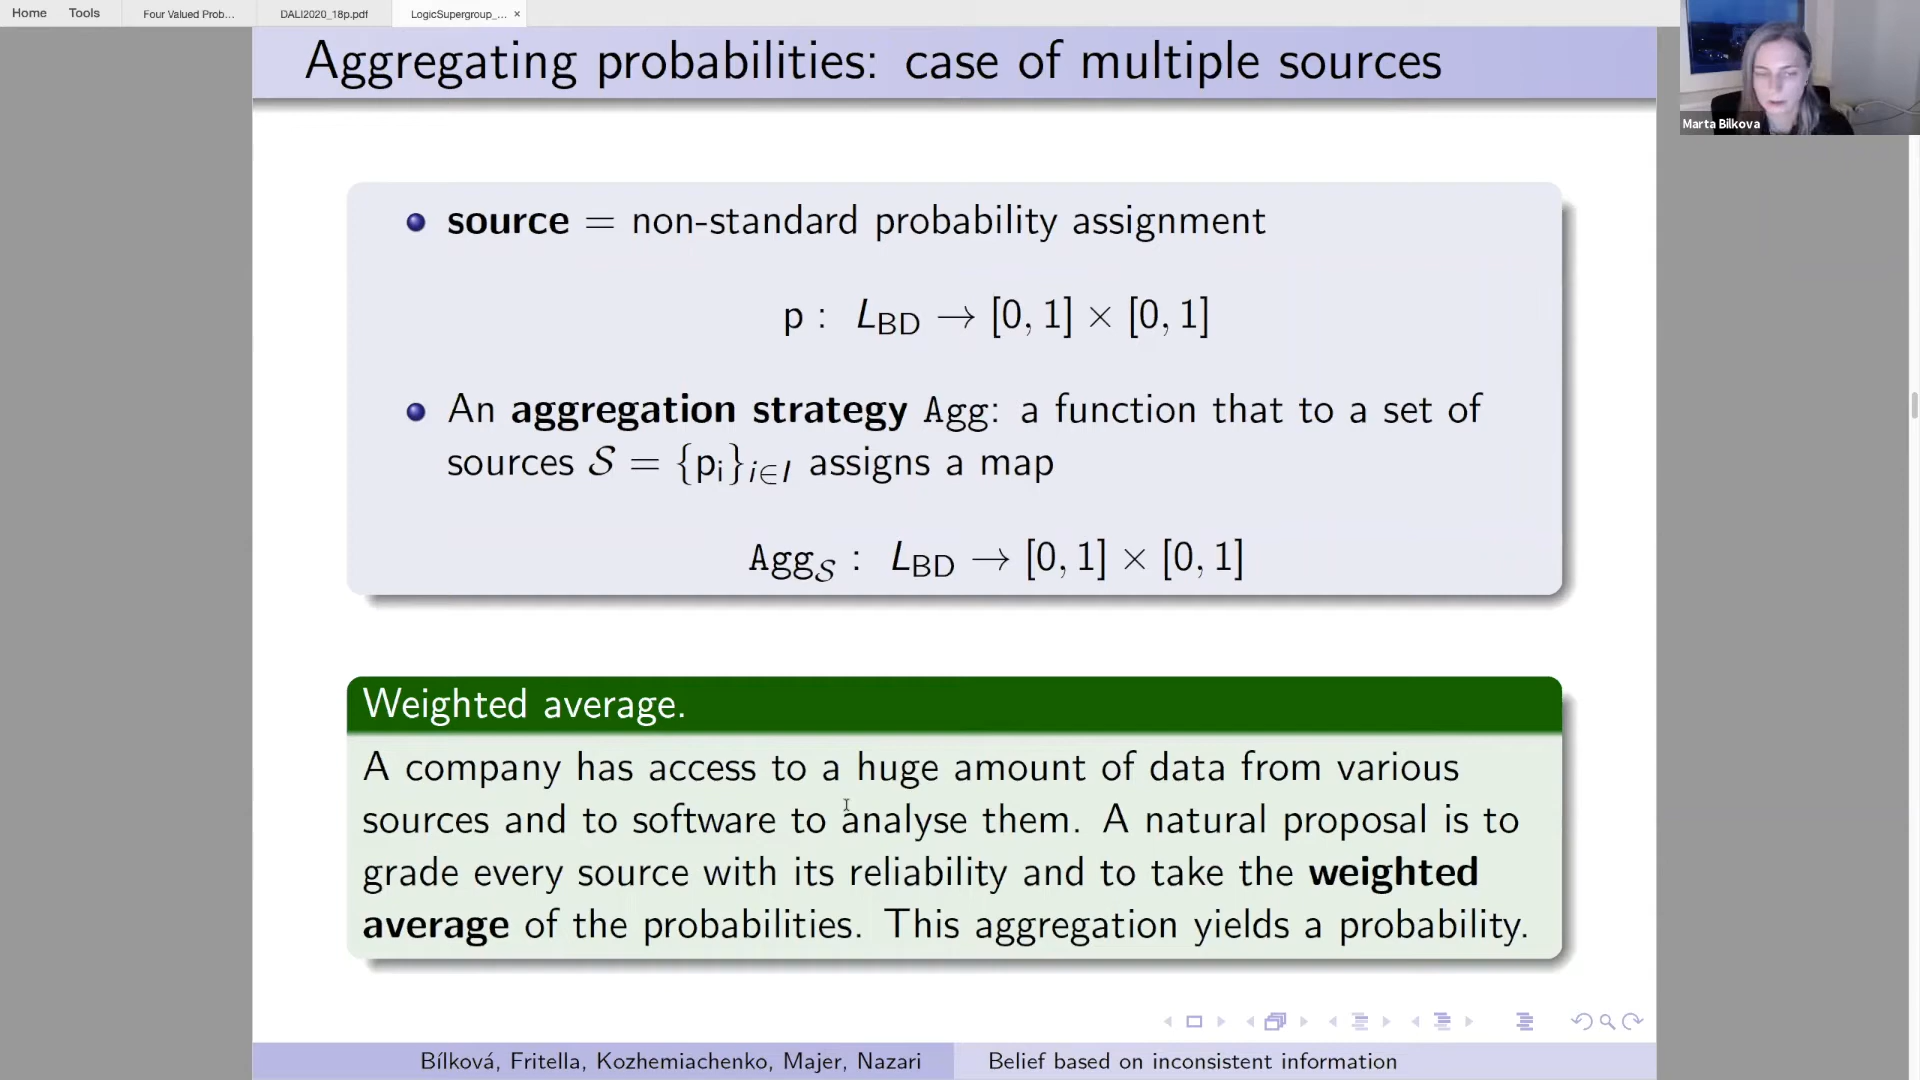 Home Tools Four Valued Prob... DALI2020_18p.pdf LogicSupergroup_... ×
Aggregating probabilities: case of multiple sources
Marta Bilkova
source = non-standard probability assignment
p : L_BD → [0, 1] × [0, 1]
An aggregation strategy Agg: a function that to a set of
sources 𝒮 = {p_i}_{i∈I} assigns a map
Agg_𝒮 : L_BD → [0, 1] × [0, 1]
Weighted average.
A company has access to a huge amount of data from various
sources and to software to analyse them. A natural proposal is to
grade every source with its reliability and to take the weighted
average of the probabilities. This aggregation yields a probability.
Bílková, Fritella, Kozhemiachenko, Majer, Nazari Belief based on inconsistent information